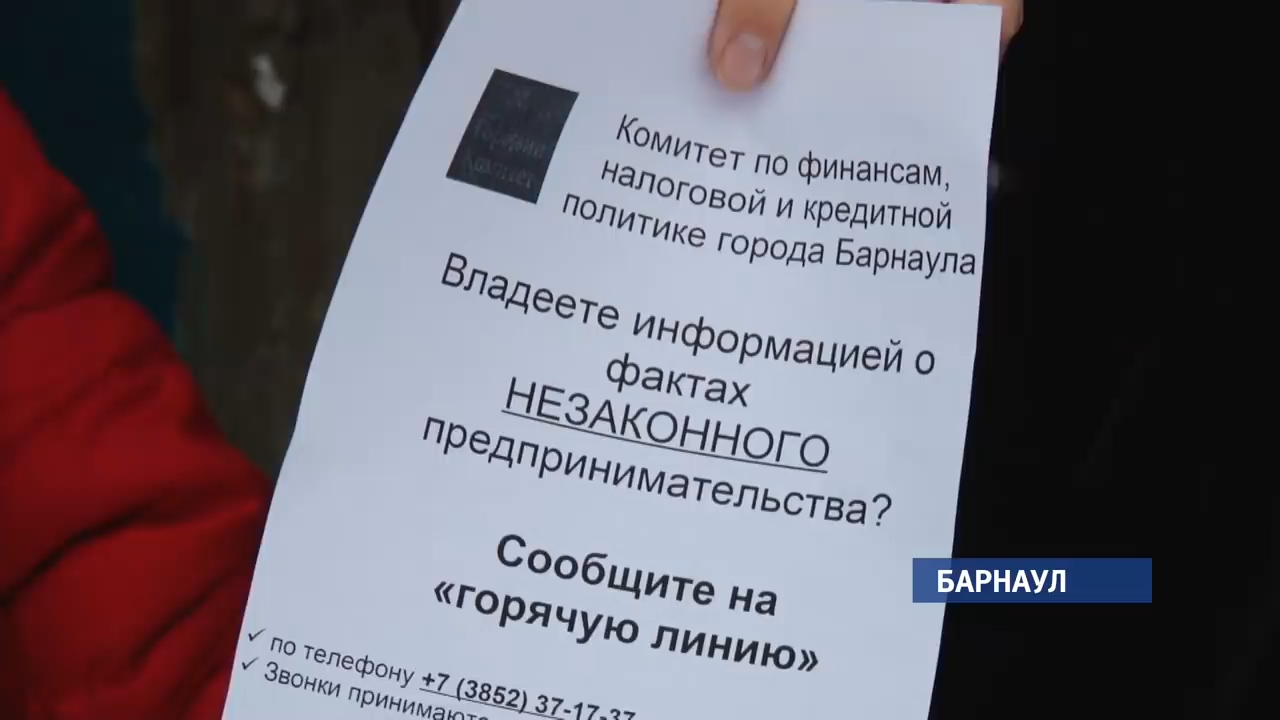 Комитет по финансам,
налоговой и кредитной
политике города Барнаула
Владеете информацией о
фактах
НЕЗАКОННОГО
предпринимательства?
Сообщите на
«горячую линию»
✓ по телефону +7 (3852) 37-17-37
✓ Звонки принимаютс
БАРНАУЛ